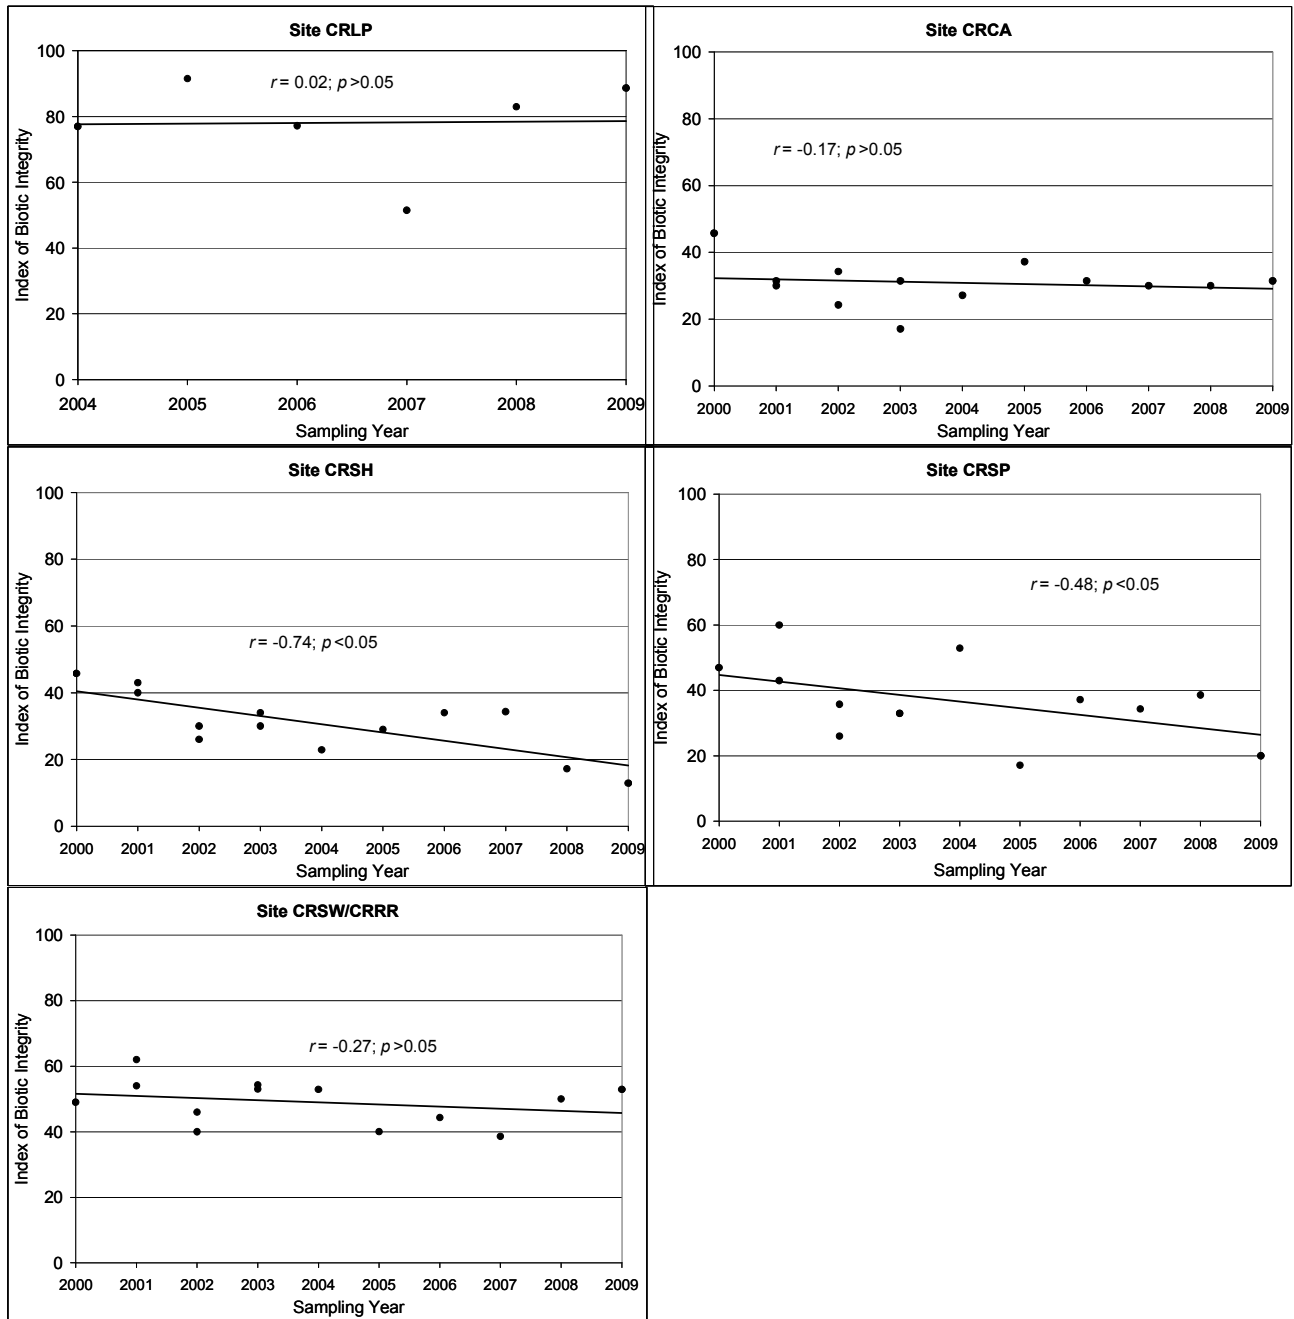 Site CRLP
100
80
60
40
20
0
r = 0.02; p >0.05
Index of Biotic Integrity
2004 2005 2006 2007 2008 2009
Sampling Year
Site CRCA
100
80
60
40
20
0
r = -0.17; p >0.05
Index of Biotic Integrity
2000 2001 2002 2003 2004 2005 2006 2007 2008 2009
Sampling Year
Site CRSH
100
80
60
40
20
0
r = -0.74; p <0.05
Index of Biotic Integrity
2000 2001 2002 2003 2004 2005 2006 2007 2008 2009
Sampling Year
Site CRSP
100
80
60
40
20
0
r = -0.48; p <0.05
Index of Biotic Integrity
2000 2001 2002 2003 2004 2005 2006 2007 2008 2009
Sampling Year
Site CRSW/CRRR
100
80
60
40
20
0
r = -0.27; p >0.05
Index of Biotic Integrity
2000 2001 2002 2003 2004 2005 2006 2007 2008 2009
Sampling Year